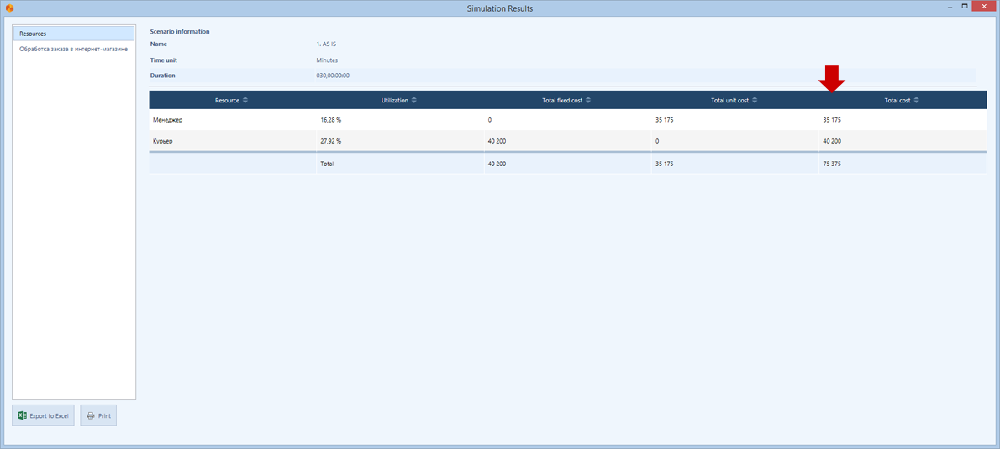 Simulation Results
Resources
Обработка заказа в интернет-магазине
Scenario information
Name 1. AS IS
Time unit Minutes
Duration 030,00:00:00
Resource Utilization Total fixed cost Total unit cost Total cost
Менеджер 16,28 % 0 35 175 35 175
Курьер 27,92 % 40 200 0 40 200
Total 40 200 35 175 75 375
Export to Excel Print